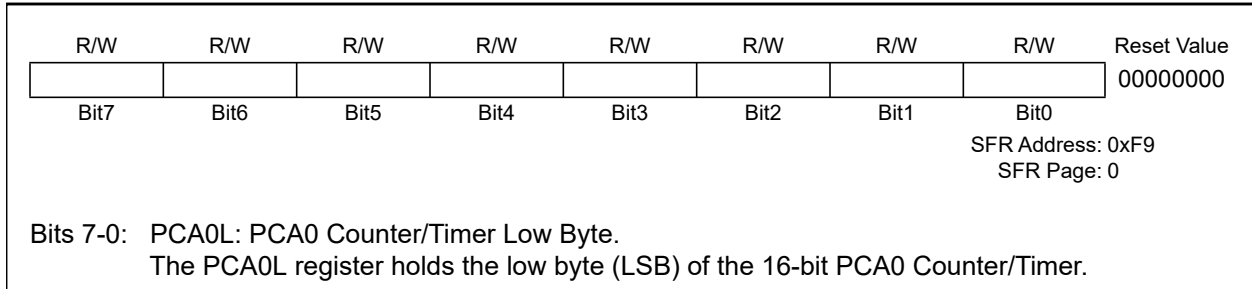 R/W R/W R/W R/W R/W R/W R/W R/W Reset Value
00000000
Bit7 Bit6 Bit5 Bit4 Bit3 Bit2 Bit1 Bit0
SFR Address: 0xF9
SFR Page: 0
Bits 7-0: PCA0L: PCA0 Counter/Timer Low Byte.
The PCA0L register holds the low byte (LSB) of the 16-bit PCA0 Counter/Timer.